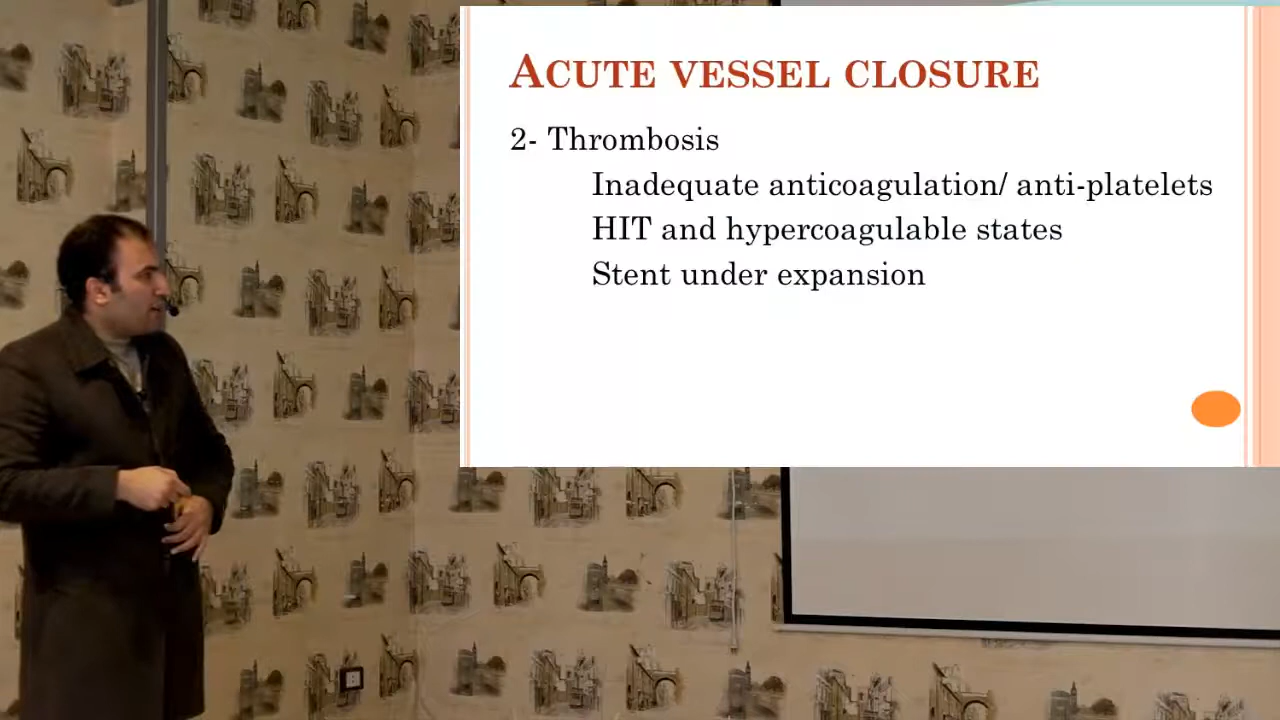 ACUTE VESSEL CLOSURE
2- Thrombosis
Inadequate anticoagulation/ anti-platelets
HIT and hypercoagulable states
Stent under expansion